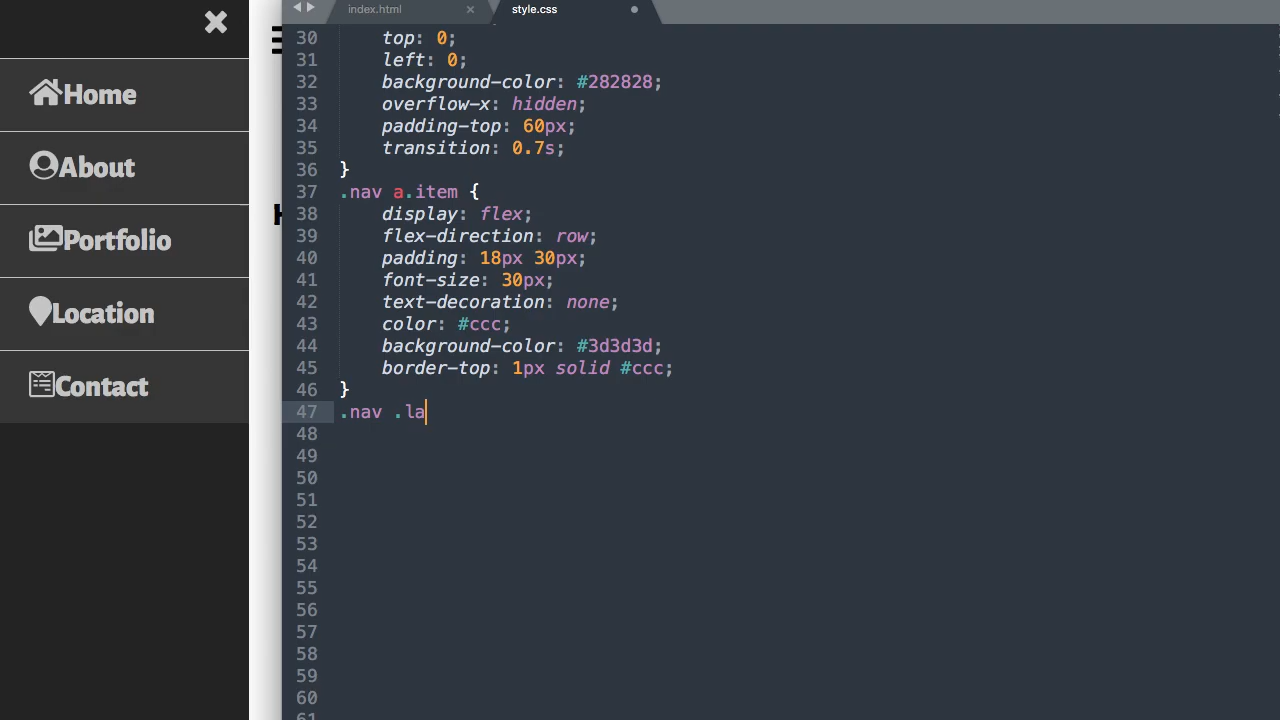 Home
About
Portfolio
Location
Contact
index.html
style.css
30 top: 0;
31 left: 0;
32 background-color: #282828;
33 overflow-x: hidden;
34 padding-top: 60px;
35 transition: 0.7s;
36 }
37 .nav a.item {
38 display: flex;
39 flex-direction: row;
40 padding: 18px 30px;
41 font-size: 30px;
42 text-decoration: none;
43 color: #ccc;
44 background-color: #3d3d3d;
45 border-top: 1px solid #ccc;
46 }
47 .nav .la
48
49
50
51
52
53
54
55
56
57
58
59
60
61